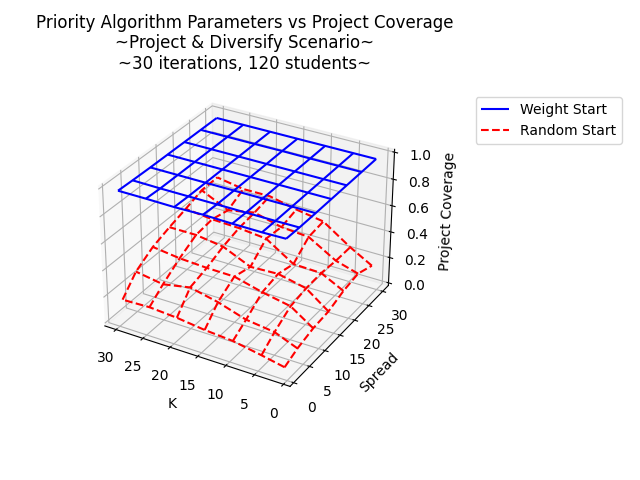 Priority Algorithm Parameters vs Project Coverage
~Project & Diversify Scenario~
~30 iterations, 120 students~
Weight Start
Random Start
1.0
0.8
0.6
0.4
0.2
0.0
Project Coverage
30
25
20
15
10
5
0
Spread
30
25
20
15
10
5
0
K